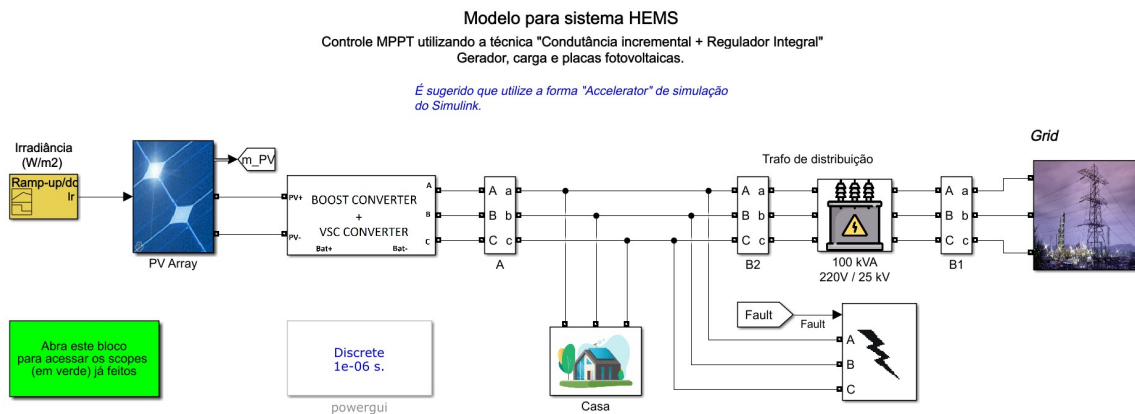 Modelo para sistema HEMS
Controle MPPT utilizando a técnica "Condutância incremental + Regulador Integral"
Gerador, carga e placas fotovoltaicas.
É sugerido que utilize a forma "Accelerator" de simulação
do Simulink.
Irradiância
(W/m2)
Ramp-up/do
Ir
m_PV
PV Array
PV+
PV-
BOOST CONVERTER
+
VSC CONVERTER
Bat+
Bat-
A
B
C
A a
B b
C c
A
Trafo de distribuição
A a
B b
C c
B2
100 kVA
220V / 25 kV
A a
B b
C c
B1
Grid
Abra este bloco
para acessar os scopes
(em verde) já feitos
Discrete
1e-06 s.
powergui
Casa
Fault
Fault
A
B
C